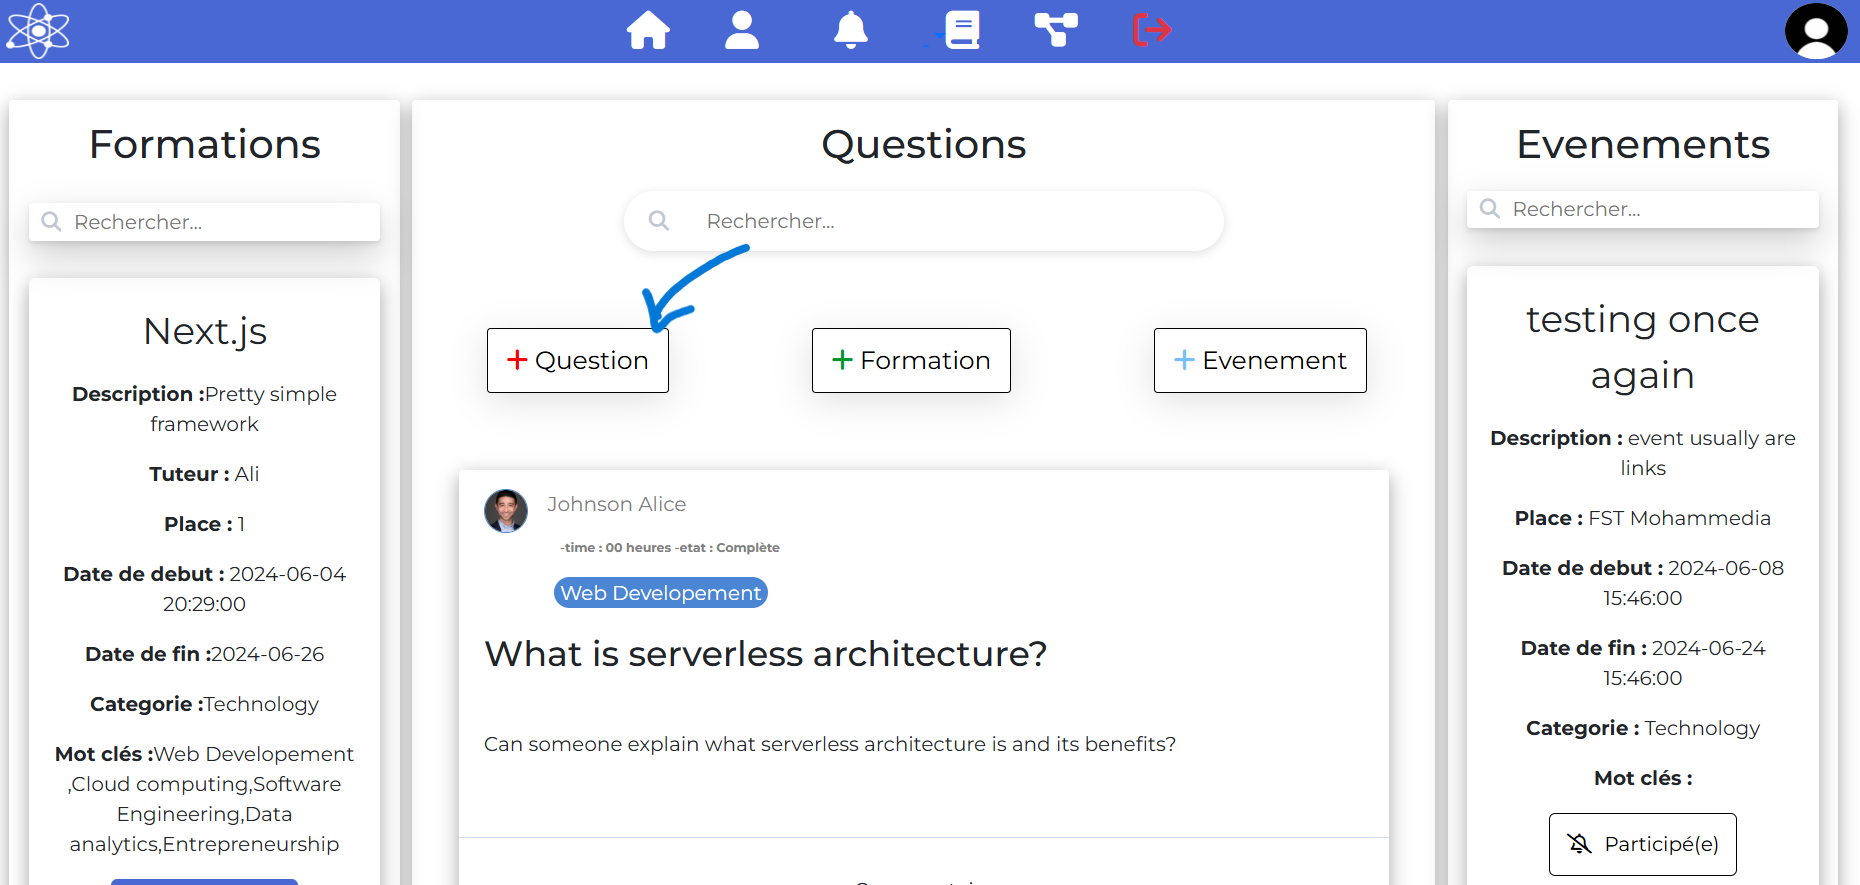 Formations
Rechercher...
Next.js
Description :Pretty simple
framework
Tuteur : Ali
Place : 1
Date de debut : 2024-06-04
20:29:00
Date de fin :2024-06-26
Categorie :Technology
Mot clés :Web Developement
,Cloud computing,Software
Engineering,Data
analytics,Entrepreneurship
Questions
Rechercher...
Question
Formation
Evenement
Johnson Alice
-time : 00 heures -etat : Complète
Web Developement
What is serverless architecture?
Can someone explain what serverless architecture is and its benefits?
Evenements
Rechercher...
testing once
again
Description : event usually are
links
Place : FST Mohammedia
Date de debut : 2024-06-08
15:46:00
Date de fin : 2024-06-24
15:46:00
Categorie : Technology
Mot clés :
Participé(e)